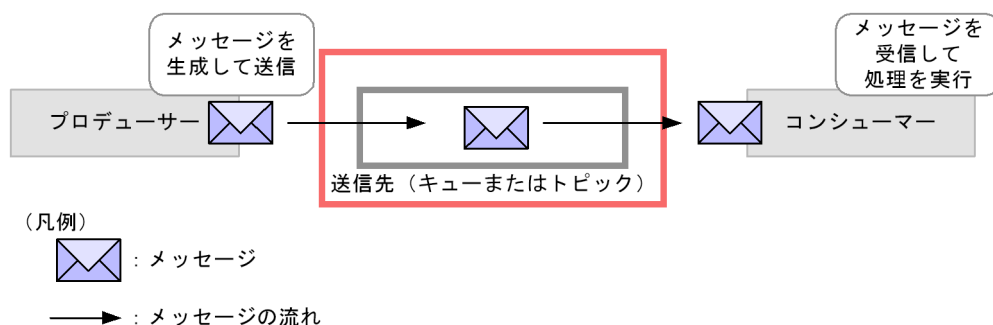 メッセージを
生成して送信
メッセージを
受信して
処理を実行
プロデューサー
コンシューマー
送信先（キューまたはトピック）
（凡例）
：メッセージ
：メッセージの流れ